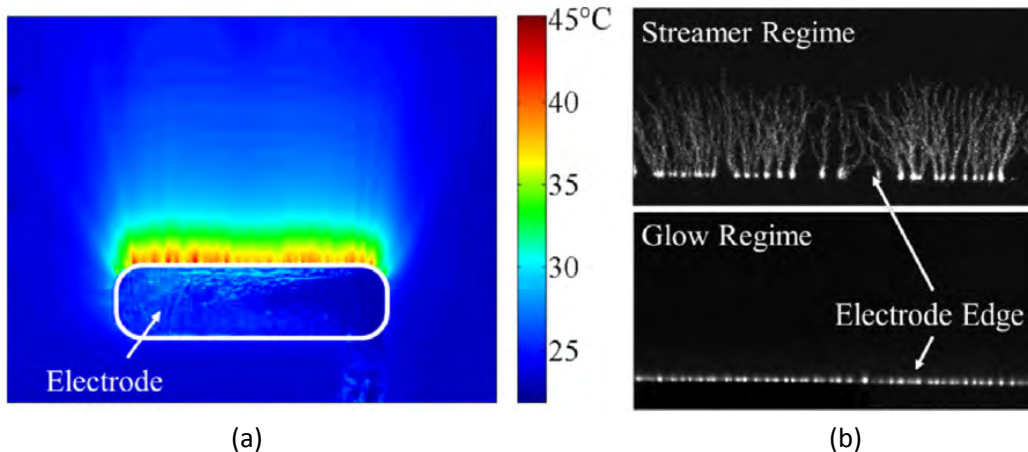 45°C
40
35
30
25
Electrode
(a)
Streamer Regime
Glow Regime
Electrode Edge
(b)